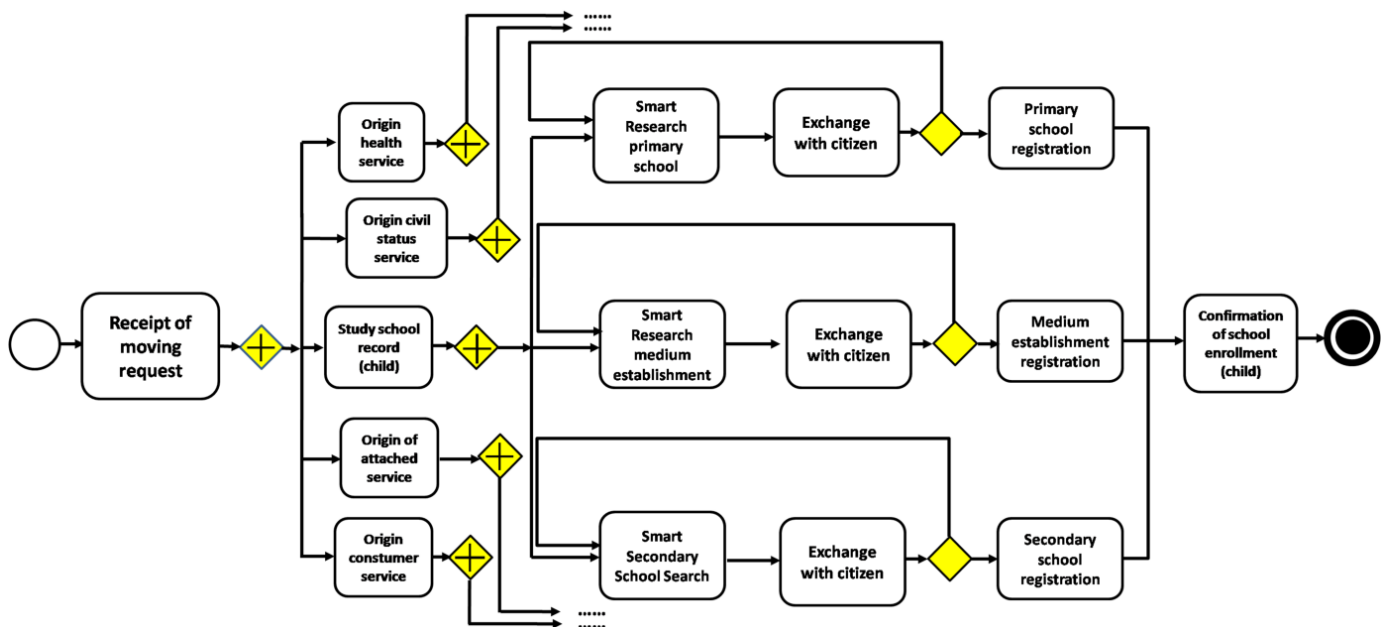 ......
......
Origin
health
service
Smart
Research
primary
school
Exchange
with citizen
Primary
school
registration
Origin civil
status
service
Receipt of
moving
request
Study school
record
(child)
Smart
Research
medium
establishment
Exchange
with citizen
Medium
establishment
registration
Confirmation
of school
enrollment
(child)
Origin of
attached
service
Origin
constumer
service
Smart
Secondary
School Search
Exchange
with citizen
Secondary
school
registration
......
......